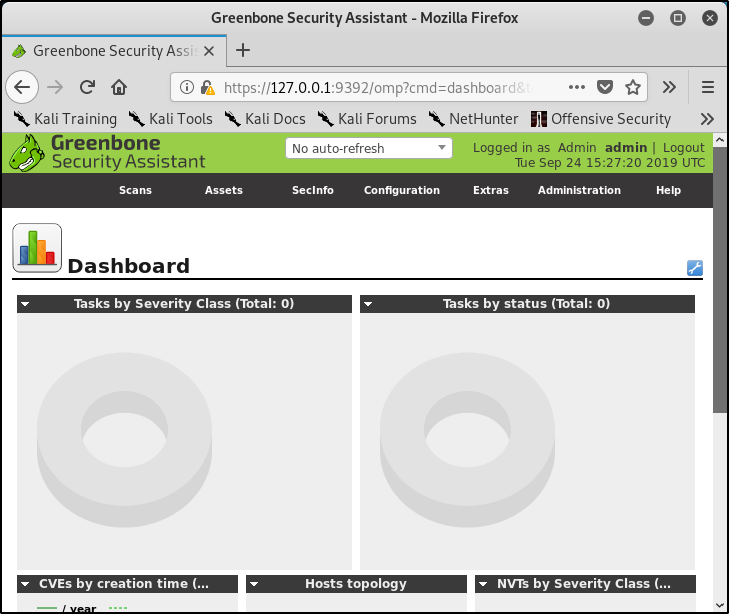 Greenbone Security Assistant - Mozilla Firefox
Greenbone Security Assis
https://127.0.0.1:9392/omp?cmd=dashboard&
Kali Training Kali Tools Kali Docs Kali Forums NetHunter Offensive Security
Greenbone
Security Assistant
No auto-refresh
Logged in as Admin admin | Logout
Tue Sep 24 15:27:20 2019 UTC
Scans Assets SecInfo Configuration Extras Administration Help
Dashboard
Tasks by Severity Class (Total: 0) Tasks by status (Total: 0)
CVEs by creation time (... Hosts topology NVTs by Severity Class (...
/ year